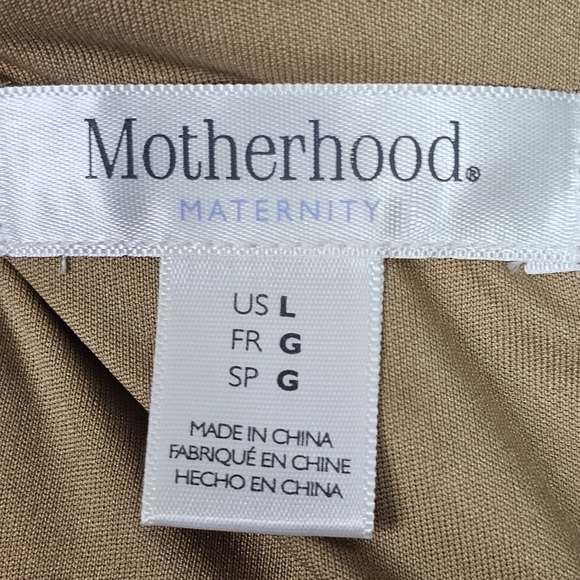 Motherhood®
MATERNITY
US L
FR G
SP G
MADE IN CHINA
FABRIQUÉ EN CHINE
HECHO EN CHINA